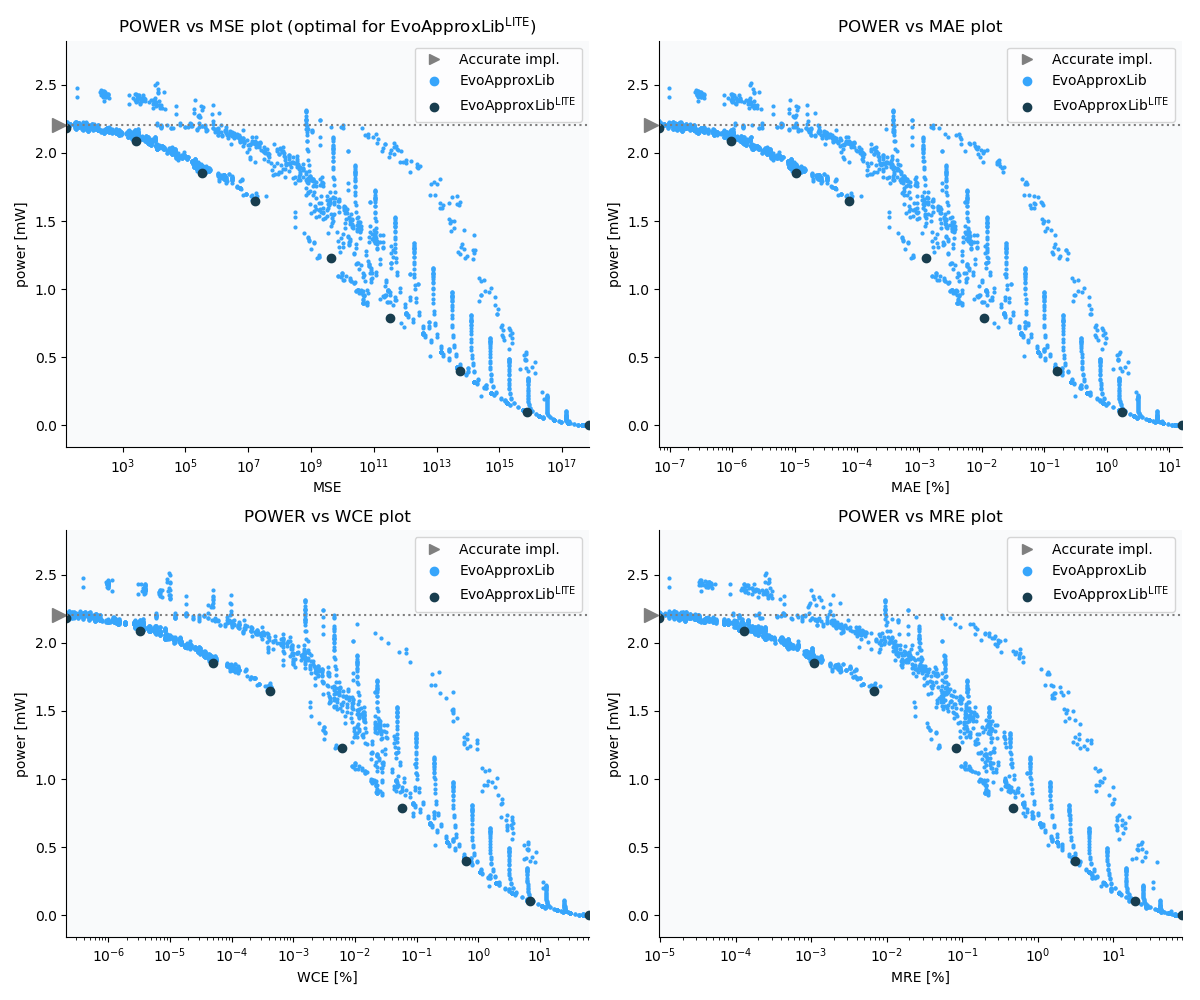 POWER vs MSE plot (optimal for EvoApproxLib^LITE)
Accurate impl.
EvoApproxLib
EvoApproxLib^LITE
2.5
2.0
1.5
1.0
0.5
0.0
power [mW]
10^3 10^5 10^7 10^9 10^11 10^13 10^15 10^17
MSE
POWER vs MAE plot
Accurate impl.
EvoApproxLib
EvoApproxLib^LITE
2.5
2.0
1.5
1.0
0.5
0.0
power [mW]
10^−7 10^−6 10^−5 10^−4 10^−3 10^−2 10^−1 10^0 10^1
MAE [%]
POWER vs WCE plot
Accurate impl.
EvoApproxLib
EvoApproxLib^LITE
2.5
2.0
1.5
1.0
0.5
0.0
power [mW]
10^−6 10^−5 10^−4 10^−3 10^−2 10^−1 10^0 10^1
WCE [%]
POWER vs MRE plot
Accurate impl.
EvoApproxLib
EvoApproxLib^LITE
2.5
2.0
1.5
1.0
0.5
0.0
power [mW]
10^−5 10^−4 10^−3 10^−2 10^−1 10^0 10^1
MRE [%]